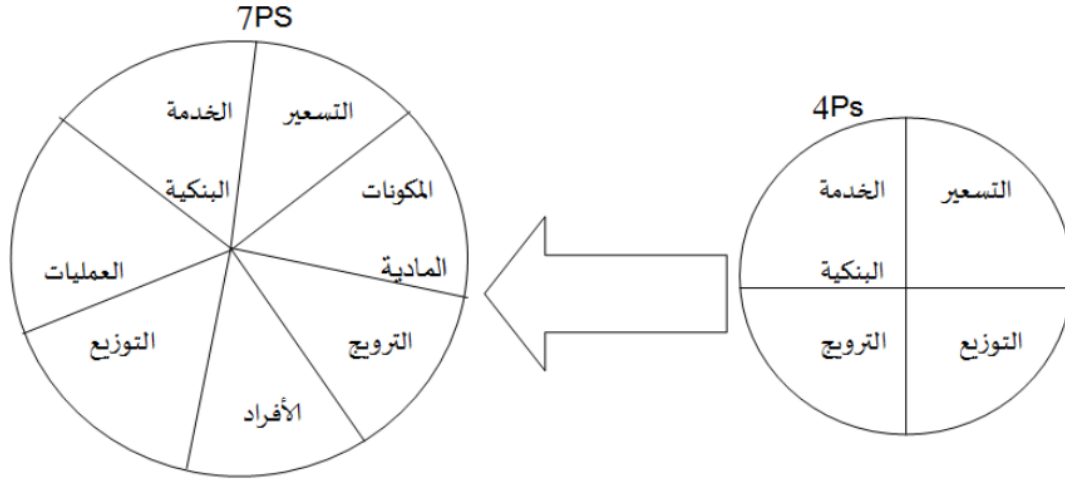 4Ps
التسعير
الخدمة
البنكية
التوزيع
الترويج
7PS
التسعير
الخدمة
البنكية
المكونات
المادية
العمليات
الترويج
التوزيع
الأفراد